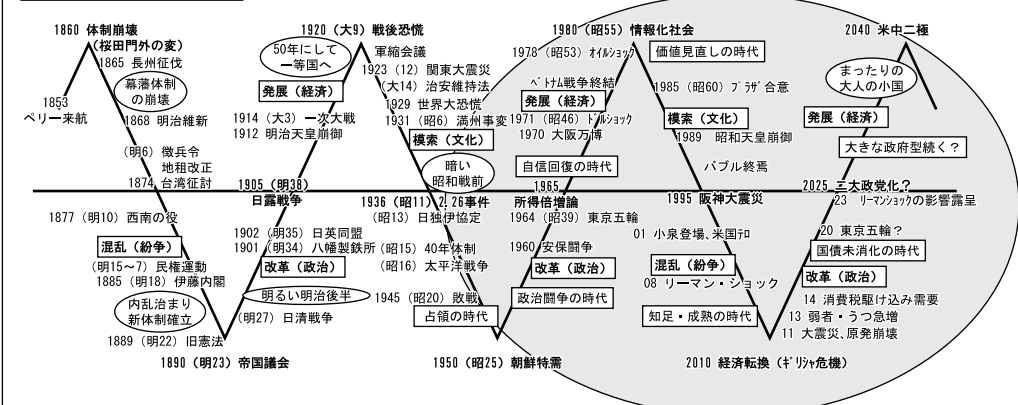 1860 体制崩壊
(桜田門外の変)
1865 長州征伐
幕藩体制
の崩壊
1853
ペリー来航
1868 明治維新
(明6) 徴兵令
地租改正
1874 台湾征討
1877 (明10) 西南の役
混乱(紛争)
(明15〜7) 民権運動
1885 (明18) 伊藤内閣
内乱治まり
新体制確立
1889 (明22) 旧憲法
1890 (明23) 帝国議会
1920 (大9) 戦後恐慌
50年にして
一等国へ
発展(経済)
1914 (大3) 一次大戦
1912 明治天皇崩御
1905 (明38)
日露戦争
1902 (明35) 日英同盟
1901 (明34) 八幡製鉄所
改革(政治)
明るい明治後半
(明27) 日清戦争
軍縮会議
1923 (12) 関東大震災
(大14) 治安維持法
1929 世界大恐慌
1931 (昭6) 満州事変
模索(文化)
暗い
昭和戦前
1936 (昭11) 2.26事件
(昭13) 日独伊協定
(昭15) 40年体制
(昭16) 太平洋戦争
1945 (昭20) 敗戦
占領の時代
1950 (昭25) 朝鮮特需
1980 (昭55) 情報化社会
1978 (昭53) オイルショック
ベトナム戦争終結
発展(経済)
1971 (昭46) ドルショック
1970 大阪万博
自信回復の時代
1965
所得倍増論
1964 (昭39) 東京五輪
1960 安保闘争
改革(政治)
政治闘争の時代
価値見直しの時代
1985 (昭60) プラザ合意
模索(文化)
1989 昭和天皇崩御
バブル終焉
1995 阪神大震災
01 小泉登場、米国テロ
混乱(紛争)
08 リーマン・ショック
知足・成熟の時代
2010 経済転換(ギリシャ危機)
2040 米中二極
まったりの
大人の小国
発展(経済)
大きな政府型続く?
2025 二大政党化?
23 リーマンショックの影響露呈
20 東京五輪?
国債未消化の時代
改革(政治)
14 消費税駆け込み需要
13 弱者・うつ急増
11 大震災、原発崩壊